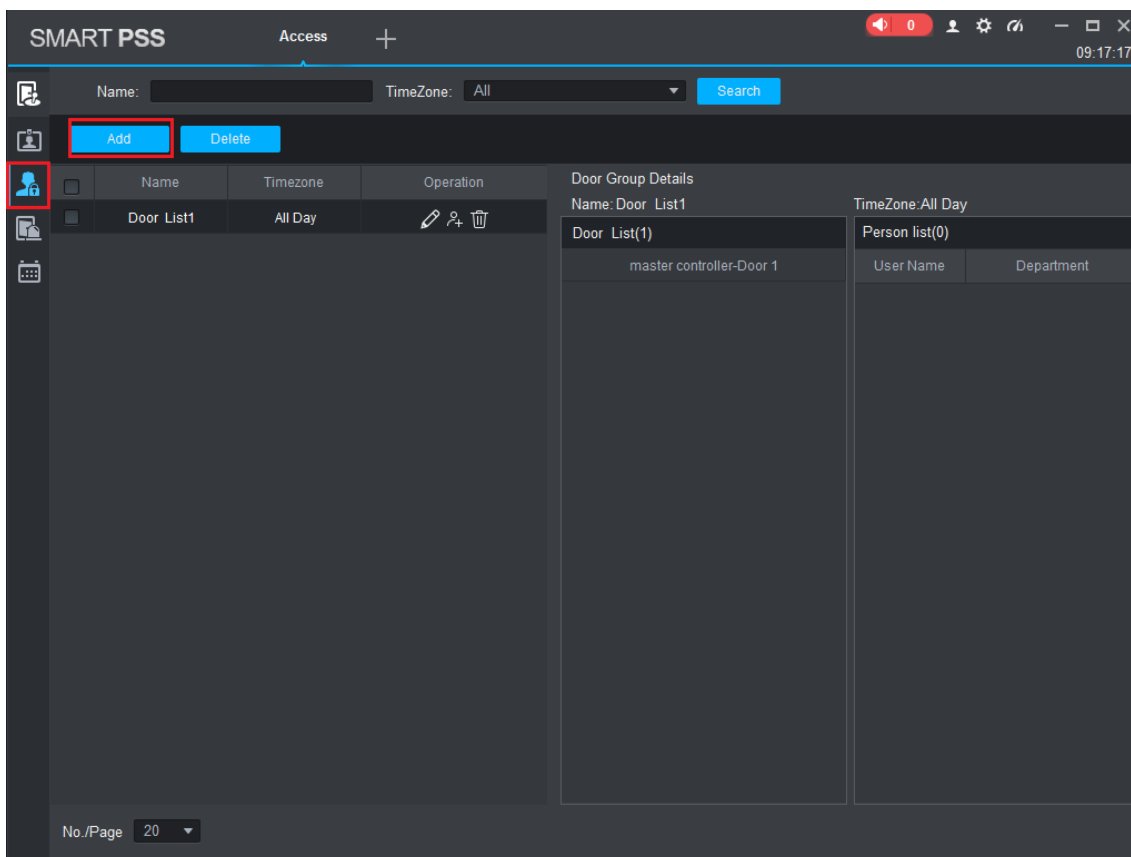 SMART PSS Access 0
09:17:17
Name: TimeZone: All Search
Add Delete
Name Timezone Operation
Door List1 All Day
Door Group Details
Name: Door List1 TimeZone:All Day
Door List(1) Person list(0)
master controller-Door 1 User Name Department
No./Page 20